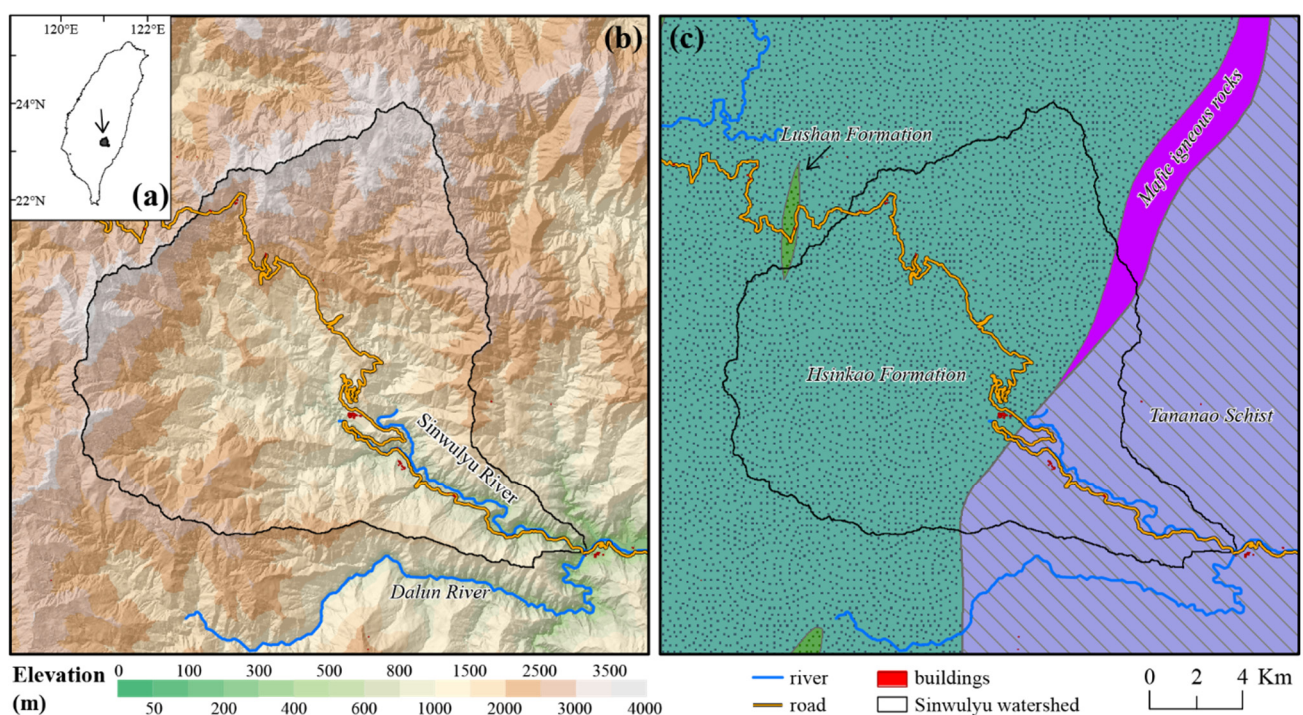 120°E 122°E
24°N
22°N
(a)
(b)
Sinwulyu River
Dalun River
(c)
Lushan Formation
Mafic igneous rocks
Hsinkao Formation
Tananao Schist
Elevation
(m)
0 100 300 500 800 1500 2500 3500
50 200 400 600 1000 2000 3000 4000
river
road
buildings
Sinwulyu watershed
0 2 4 Km